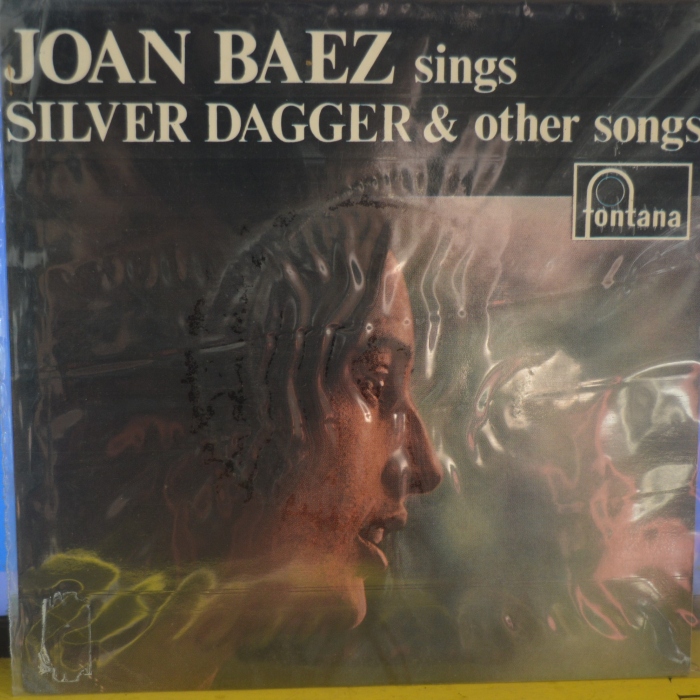 JOAN BAEZ sings
SILVER DAGGER & other songs
fontana